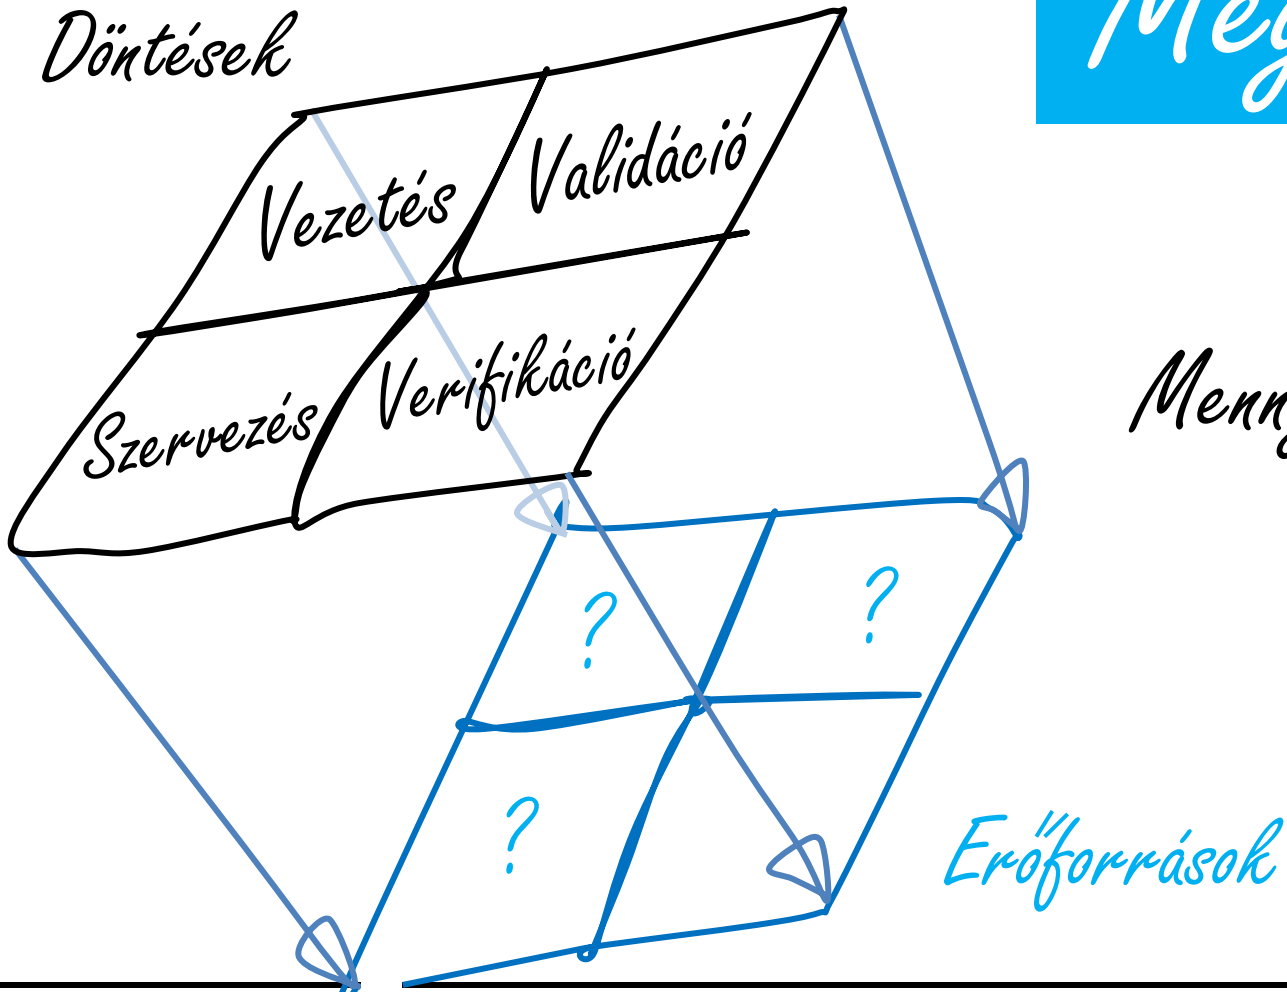 Döntések
Vezetés
Validáció
Szervezés
Verifikáció
?
?
?
Erőforrások